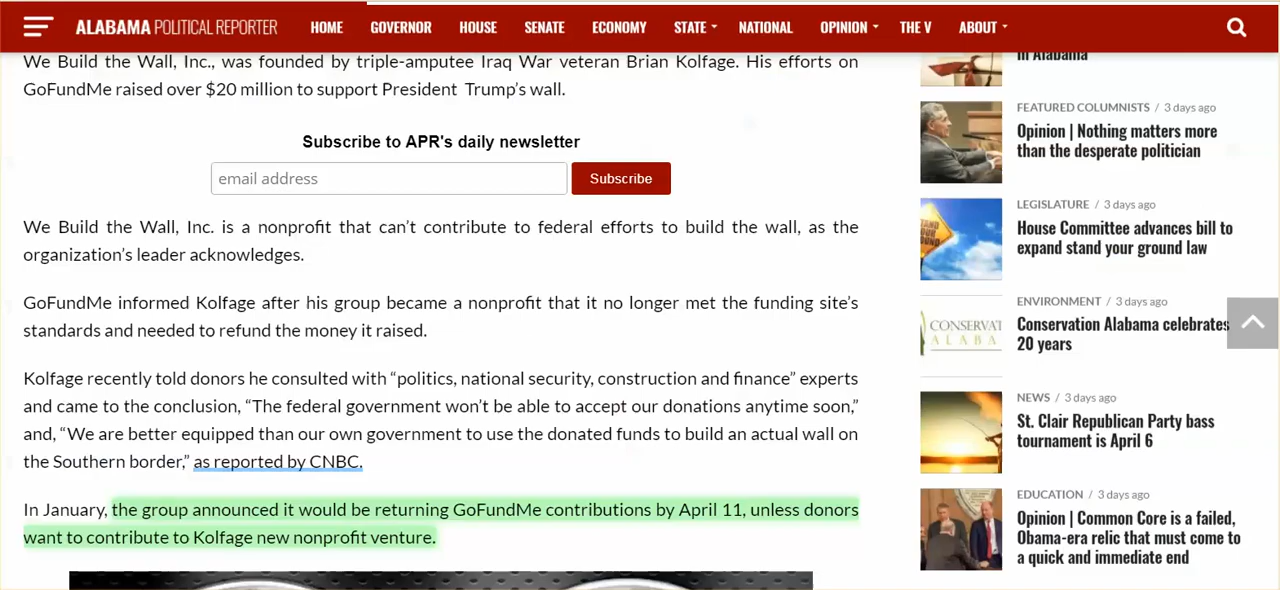 ALABAMA POLITICAL REPORTER
HOME GOVERNOR HOUSE SENATE ECONOMY STATE NATIONAL OPINION THE V ABOUT
We Build the Wall, Inc., was founded by triple-amputee Iraq War veteran Brian Kolfage. His efforts on
GoFundMe raised over $20 million to support President Trump’s wall.
Subscribe to APR's daily newsletter
email address
Subscribe
We Build the Wall, Inc. is a nonprofit that can’t contribute to federal efforts to build the wall, as the
organization’s leader acknowledges.
GoFundMe informed Kolfage after his group became a nonprofit that it no longer met the funding site’s
standards and needed to refund the money it raised.
Kolfage recently told donors he consulted with “politics, national security, construction and finance” experts
and came to the conclusion, “The federal government won’t be able to accept our donations anytime soon,”
and, “We are better equipped than our own government to use the donated funds to build an actual wall on
the Southern border,” as reported by CNBC.
In January, the group announced it would be returning GoFundMe contributions by April 11, unless donors
want to contribute to Kolfage new nonprofit venture.
in Alabama
FEATURED COLUMNISTS / 3 days ago
Opinion | Nothing matters more
than the desperate politician
LEGISLATURE / 3 days ago
House Committee advances bill to
expand stand your ground law
ENVIRONMENT / 3 days ago
CONSERVAT
ALABA
Conservation Alabama celebrates
20 years
NEWS / 3 days ago
St. Clair Republican Party bass
tournament is April 6
EDUCATION / 3 days ago
Opinion | Common Core is a failed,
Obama-era relic that must come to
a quick and immediate end